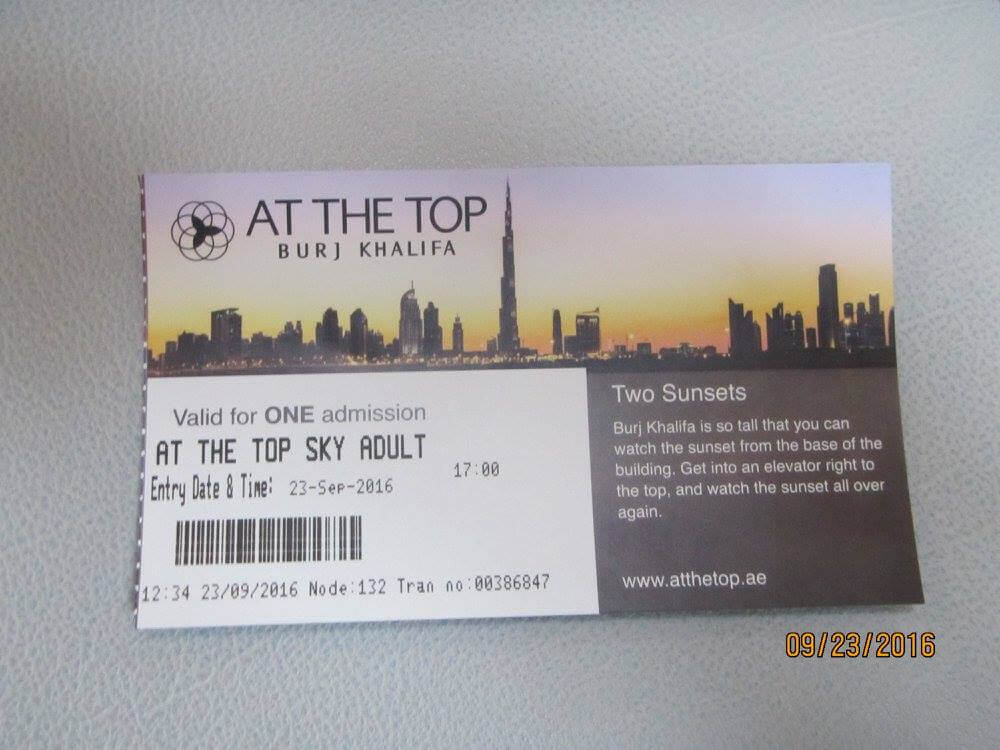 AT THE TOP
BURJ KHALIFA
Valid for ONE admission
AT THE TOP SKY ADULT
Entry Date & Time: 23-Sep-2016 17:00
12:34 23/09/2016 Node:132 Tran no:00386847
Two Sunsets
Burj Khalifa is so tall that you can
watch the sunset from the base of the
building. Get into an elevator right to
the top, and watch the sunset all over
again.
www.atthetop.ae
09/23/2016